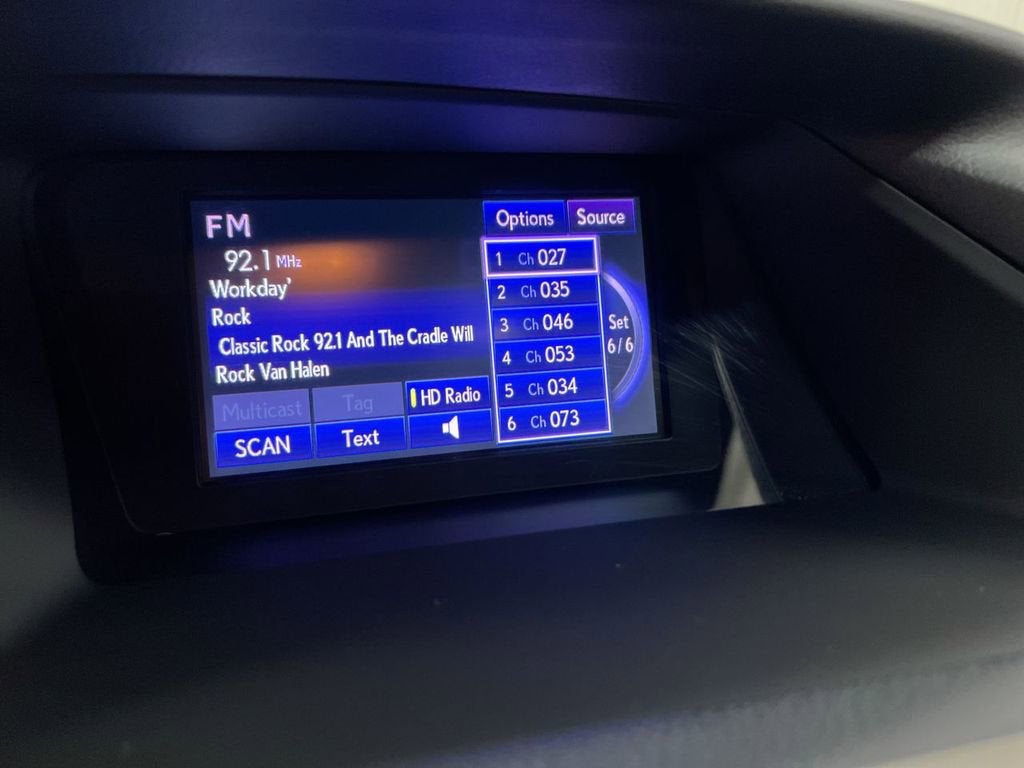 FM
92.1 MHz
Workday'
Rock
Classic Rock 92.1 And The Cradle Will
Rock Van Halen
Multicast Tag HD Radio
SCAN Text
Options Source
1 Ch 027
2 Ch 035
3 Ch 046
4 Ch 053
5 Ch 034
6 Ch 073
Set
6/6